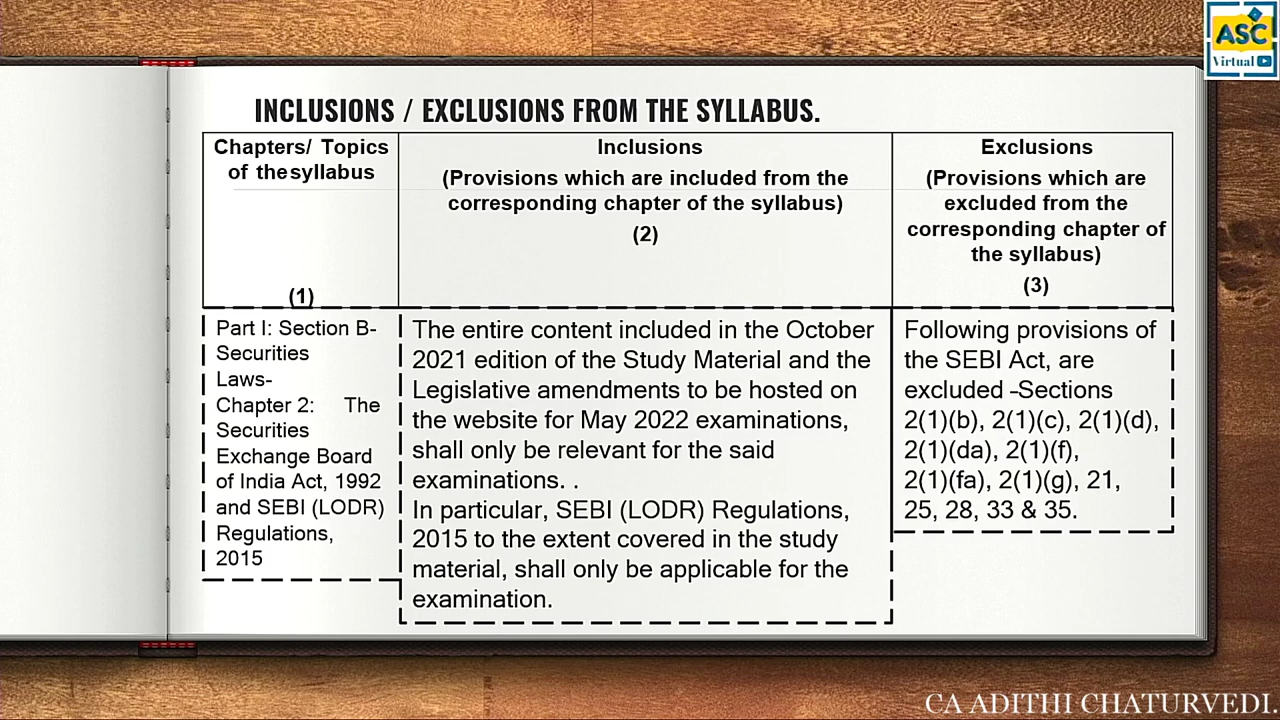 ASC
Virtual
INCLUSIONS / EXCLUSIONS FROM THE SYLLABUS.
Chapters/ Topics
of thesyllabus
(1)
Inclusions
(Provisions which are included from the
corresponding chapter of the syllabus)
(2)
Exclusions
(Provisions which are
excluded from the
corresponding chapter of
the syllabus)
(3)
Part I: Section B-
Securities
Laws-
Chapter 2: The
Securities
Exchange Board
of India Act, 1992
and SEBI (LODR)
Regulations,
2015
The entire content included in the October
2021 edition of the Study Material and the
Legislative amendments to be hosted on
the website for May 2022 examinations,
shall only be relevant for the said
examinations. .
In particular, SEBI (LODR) Regulations,
2015 to the extent covered in the study
material, shall only be applicable for the
examination.
Following provisions of
the SEBI Act, are
excluded –Sections
2(1)(b), 2(1)(c), 2(1)(d),
2(1)(da), 2(1)(f),
2(1)(fa), 2(1)(g), 21,
25, 28, 33 & 35.
CA ADITHI CHATURVEDI.